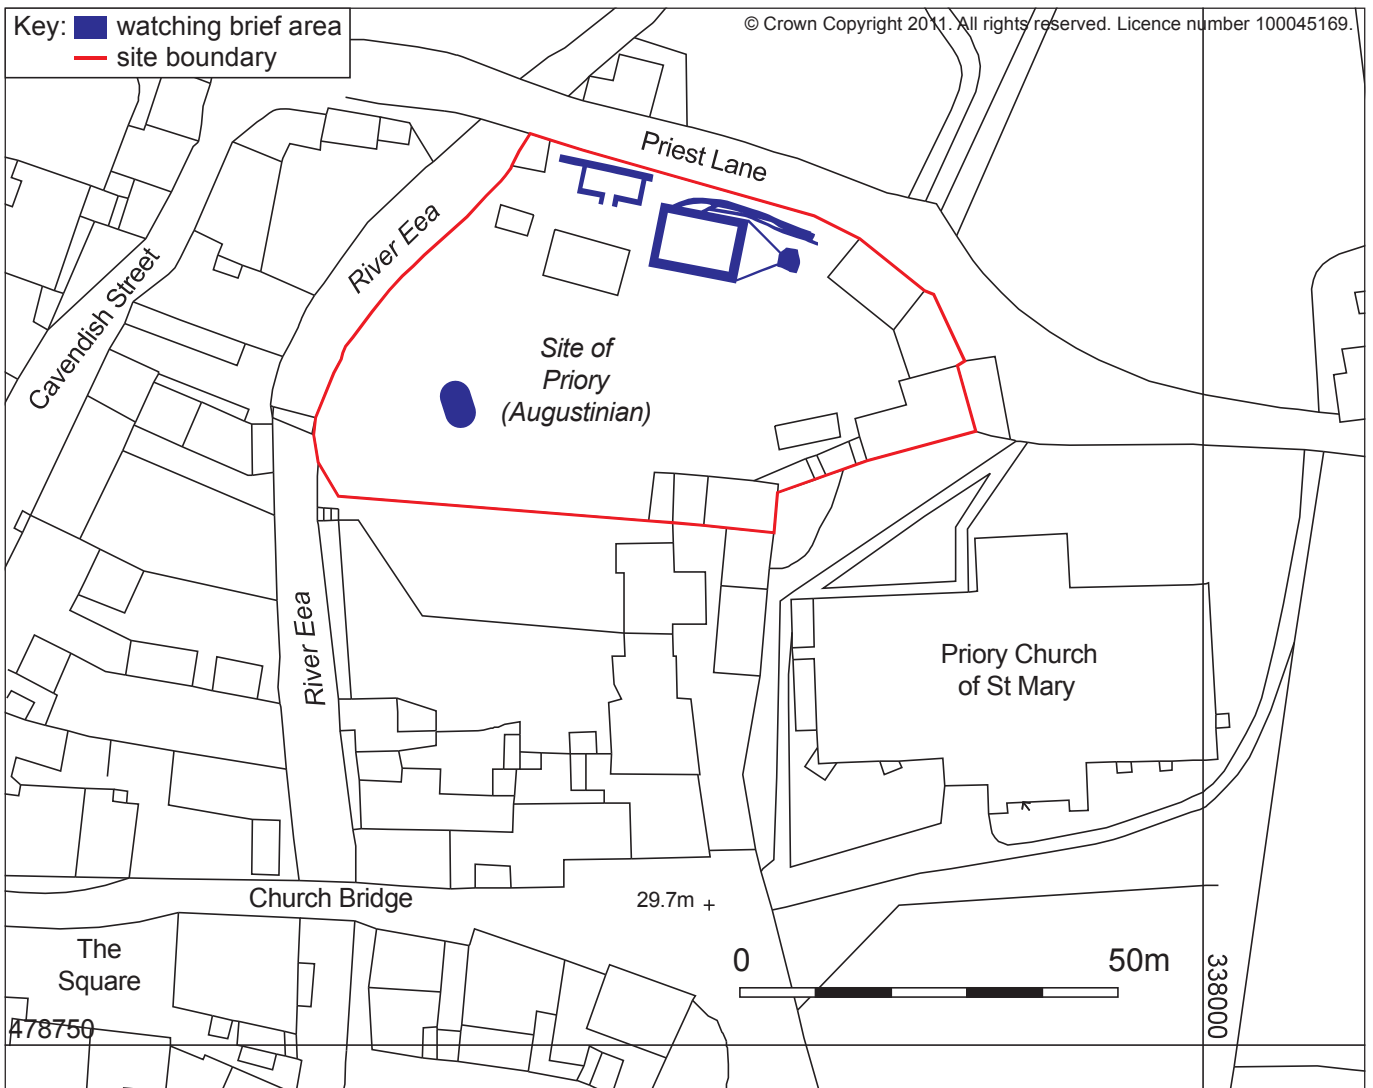 Key: watching brief area
site boundary
© Crown Copyright 2011. All rights reserved. Licence number 100045169.
Priest Lane
River Eea
Cavendish Street
Site of
Priory
(Augustinian)
River Eea
Priory Church
of St Mary
Church Bridge
29.7m
The
Square
0 50m
338000
478750